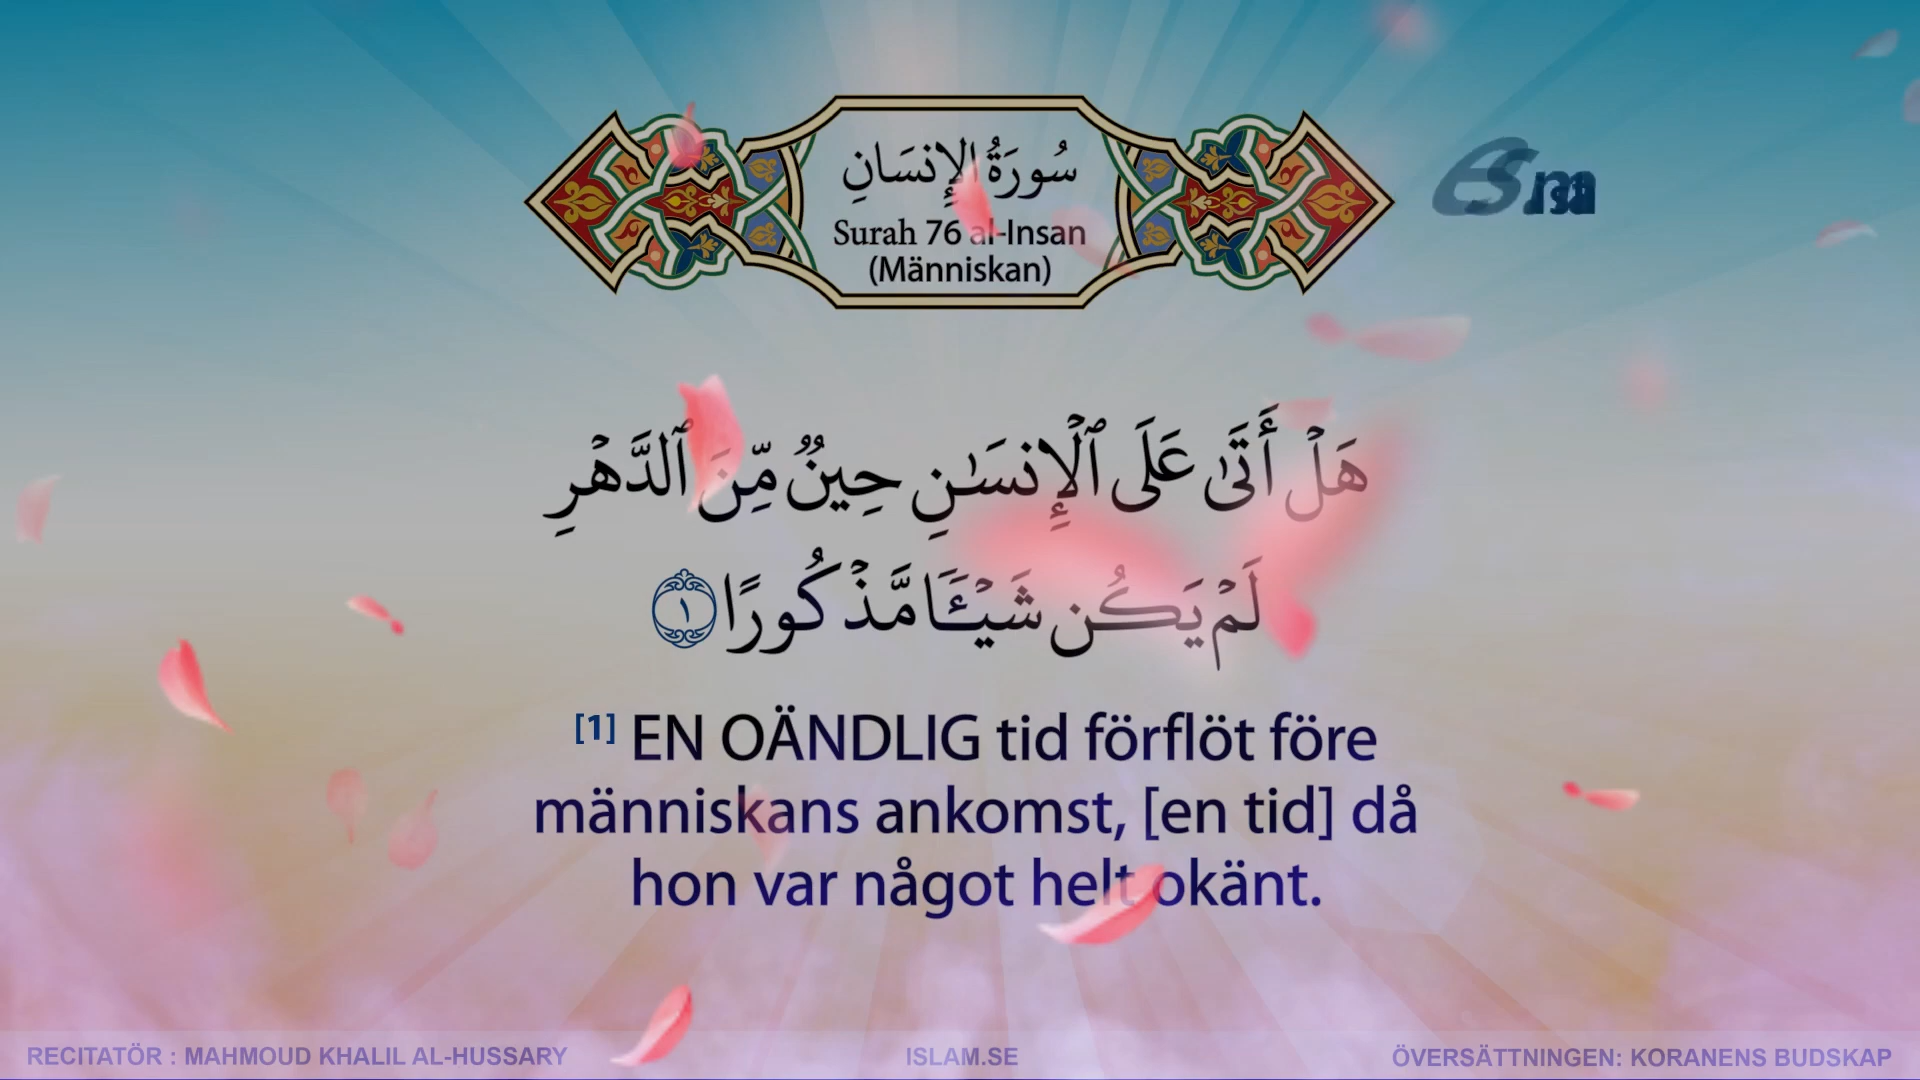 سُورَةُ الإِنسَانِ
Surah 76 al-Insan
(Människan)
هَلْ أَتَىٰ عَلَى ٱلْإِنسَـٰنِ حِينٌ مِّنَ ٱلدَّهْرِ
لَمْ يَكُن شَيْـًٔا مَّذْكُورًا ١
[1] EN OÄNDLIG tid förflöt före
människans ankomst, [en tid] då
hon var något helt okänt.
RECITATÖR : MAHMOUD KHALIL AL-HUSSARY
ISLAM.SE
ÖVERSÄTTNINGEN: KORANENS BUDSKAP